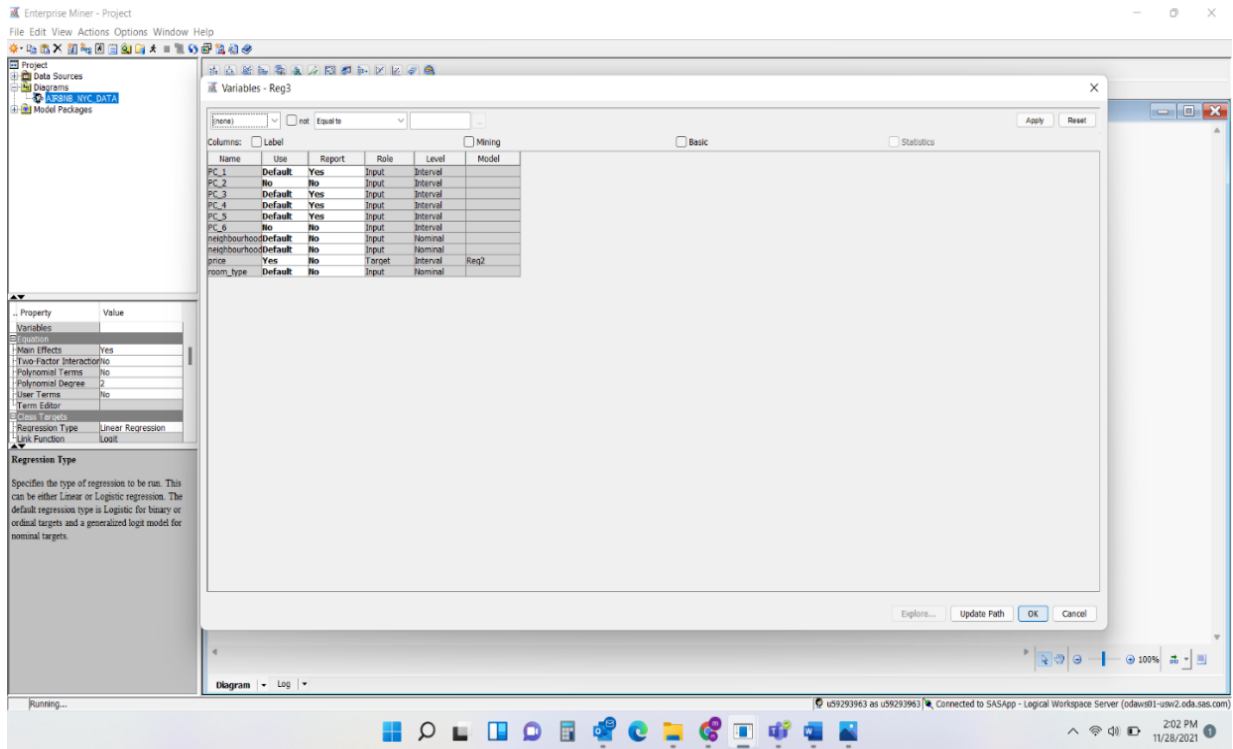 Enterprise Miner - Project
File Edit View Actions Options Window Help
Project
Data Sources
Diagrams
AIRBNB_NYC_DATA
Model Packages
.. Property Value
Variables
Equation
Main Effects Yes
Two-Factor Interaction No
Polynomial Terms No
Polynomial Degree 2
User Terms No
Term Editor
Class Targets
Regression Type Linear Regression
Link Function Logit
Regression Type
Specifies the type of regression to be run. This
can be either Linear or Logistic regression. The
default regression type is Logistic for binary or
ordinal targets and a generalized logit model for
nominal targets.
Variables - Reg3
(none) not Equal to ... Apply Reset
Columns: Label Mining Basic Statistics
Name Use Report Role Level Model
PC_1 Default Yes Input Interval
PC_2 No No Input Interval
PC_3 Default Yes Input Interval
PC_4 Default Yes Input Interval
PC_5 Default Yes Input Interval
PC_6 No No Input Interval
neighbourhood Default No Input Nominal
neighbourhood Default No Input Nominal
price Yes No Target Interval Reg2
room_type Default No Input Nominal
Explore... Update Path OK Cancel
100%
Diagram Log
Running... u59293963 as u59293963 Connected to SASApp - Logical Workspace Server (odaws01-usw2.oda.sas.com)
2:02 PM
11/28/2021 1